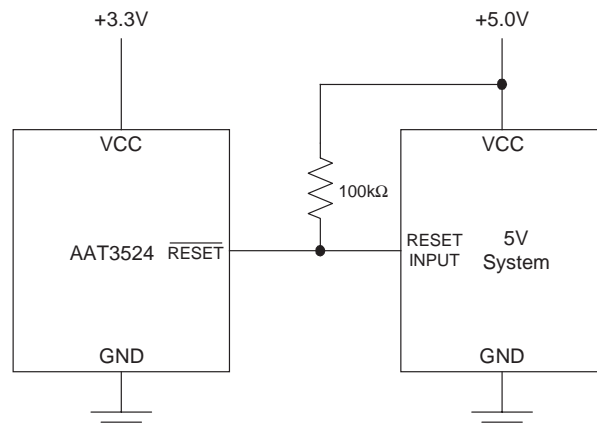 +3.3V
+5.0V
VCC
VCC
100kΩ
AAT3524
RESET
RESET
INPUT
5V
System
GND
GND